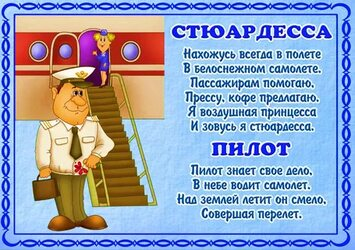 СТЮАРДЕССА
Нахожусь всегда в полете
В белоснежном самолете.
Пассажирам помогаю.
Прессу, кофе предлагаю.
Я воздушная принцесса
И зовусь я стюардесса.
ПИЛОТ
Пилот знает свое дело.
В небе водит самолет.
Над землей летит он смело.
Совершая перелет.